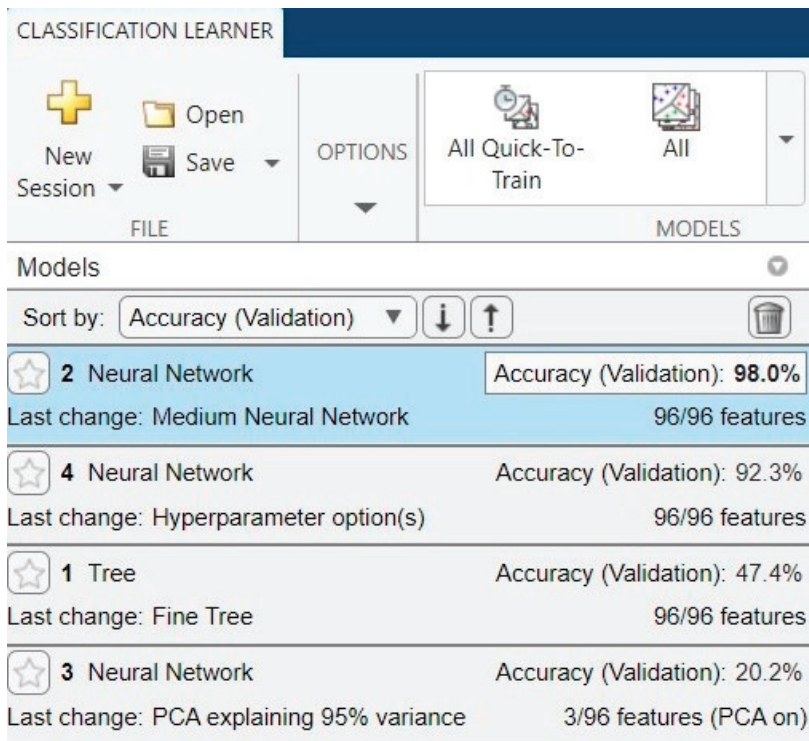 CLASSIFICATION LEARNER
New Session
Open
Save
FILE
OPTIONS
All Quick-To-
Train
All
MODELS
Models
Sort by: Accuracy (Validation)
2 Neural Network Accuracy (Validation): 98.0%
Last change: Medium Neural Network 96/96 features
4 Neural Network Accuracy (Validation): 92.3%
Last change: Hyperparameter option(s) 96/96 features
1 Tree Accuracy (Validation): 47.4%
Last change: Fine Tree 96/96 features
3 Neural Network Accuracy (Validation): 20.2%
Last change: PCA explaining 95% variance 3/96 features (PCA on)